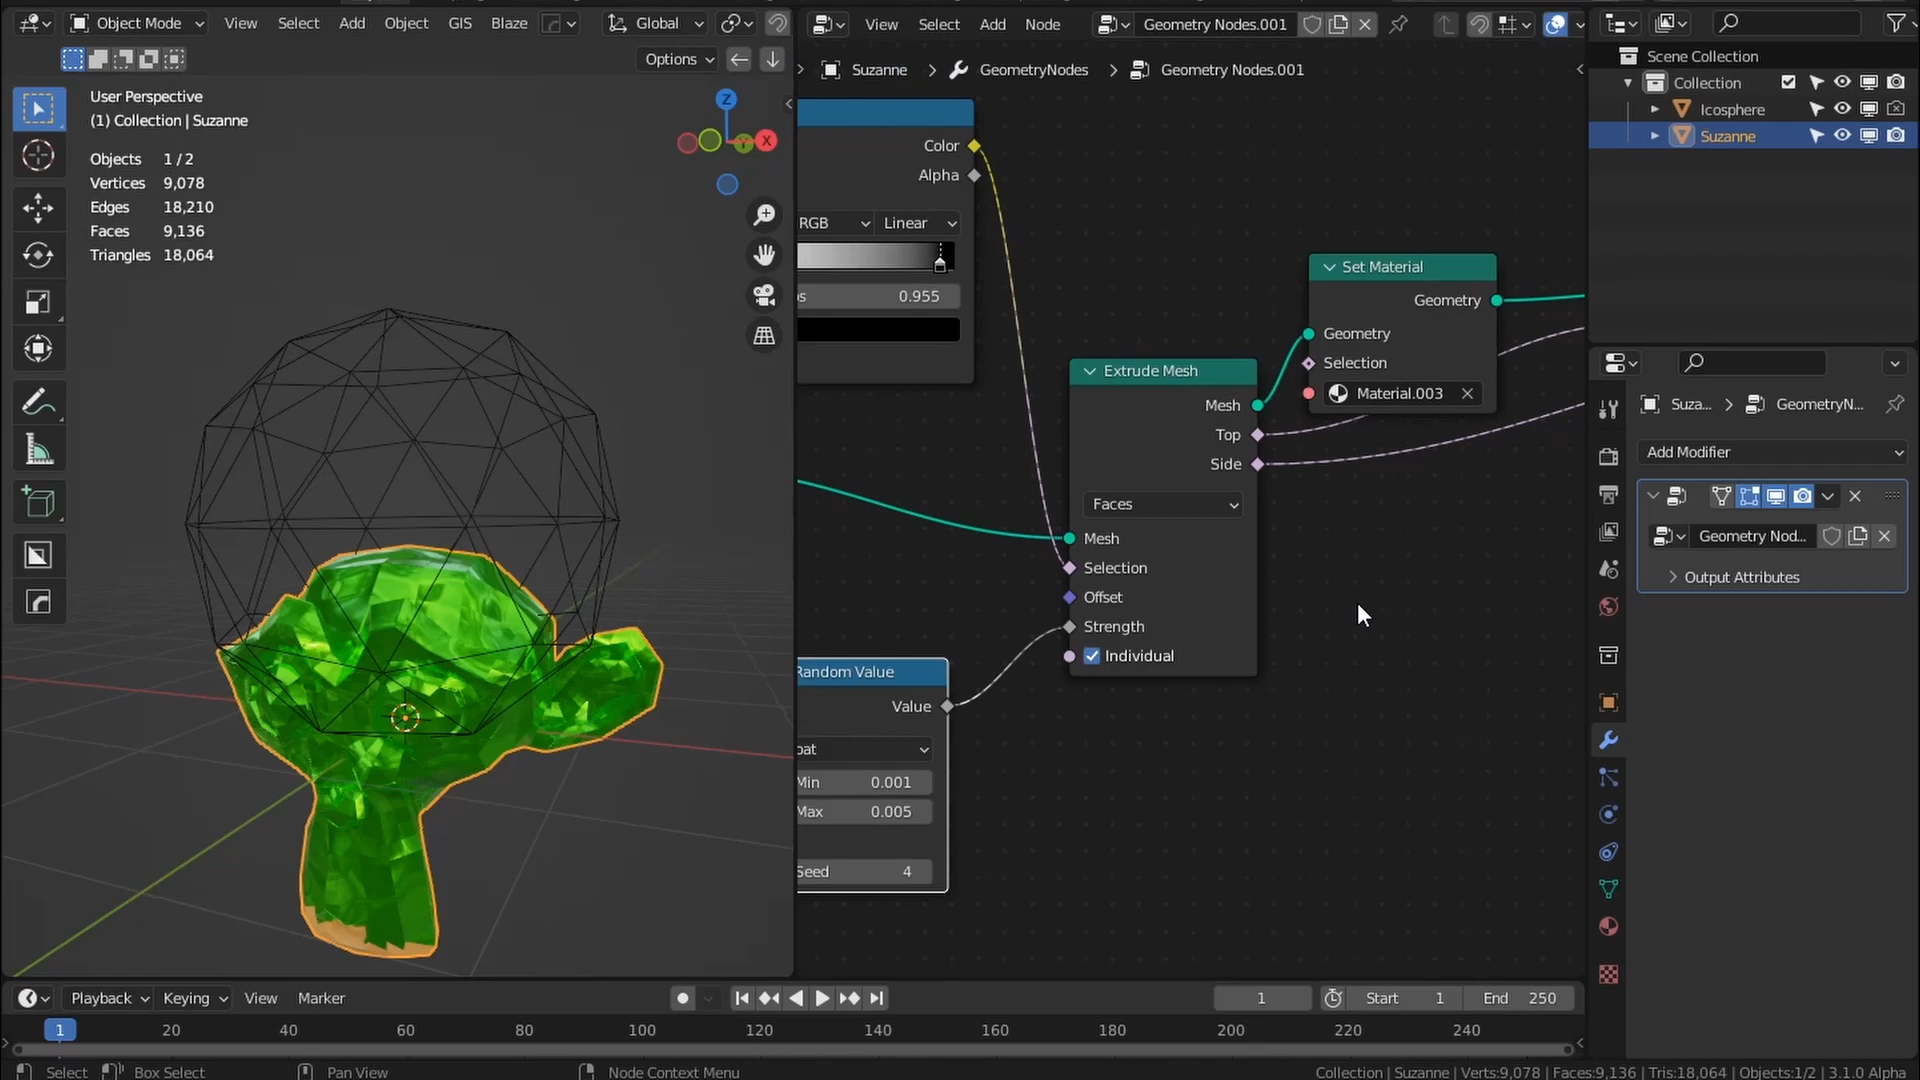 Object Mode View Select Add Object GIS Blaze Global
Options
User Perspective
(1) Collection | Suzanne
Objects 1 / 2
Vertices 9,078
Edges 18,210
Faces 9,136
Triangles 18,064
Z
Y
X
View Select Add Node Geometry Nodes.001
Suzanne > GeometryNodes > Geometry Nodes.001
Color
Alpha
RGB Linear
0.955
Random Value
Value
Min 0.001
Max 0.005
Seed 4
Extrude Mesh
Mesh
Top
Side
Faces
Mesh
Selection
Offset
Strength
Individual
Set Material
Geometry
Geometry
Selection
Material.003
Scene Collection
Collection
Icosphere
Suzanne
Suza... > GeometryN...
Add Modifier
Geometry Nod...
Output Attributes
Playback Keying View Marker
1 Start 1 End 250
1 20 40 60 80 100 120 140 160 180 200 220 240
Select Box Select Pan View Node Context Menu
Collection | Suzanne | Verts:9,078 | Faces:9,136 | Tris:18,064 | Objects:1/2 | 3.1.0 Alpha